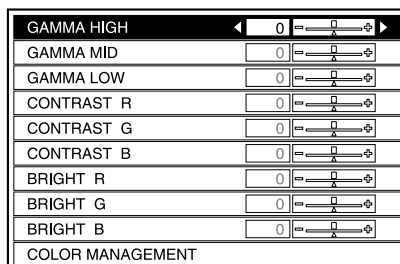 GAMMA HIGH 0
GAMMA MID 0
GAMMA LOW 0
CONTRAST R 0
CONTRAST G 0
CONTRAST B 0
BRIGHT R 0
BRIGHT G 0
BRIGHT B 0
COLOR MANAGEMENT